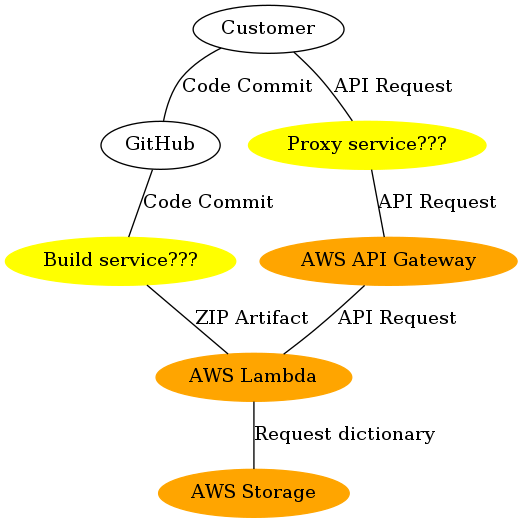 Customer
Code Commit
API Request
GitHub
Proxy service???
Code Commit
API Request
Build service???
AWS API Gateway
ZIP Artifact
API Request
AWS Lambda
Request dictionary
AWS Storage